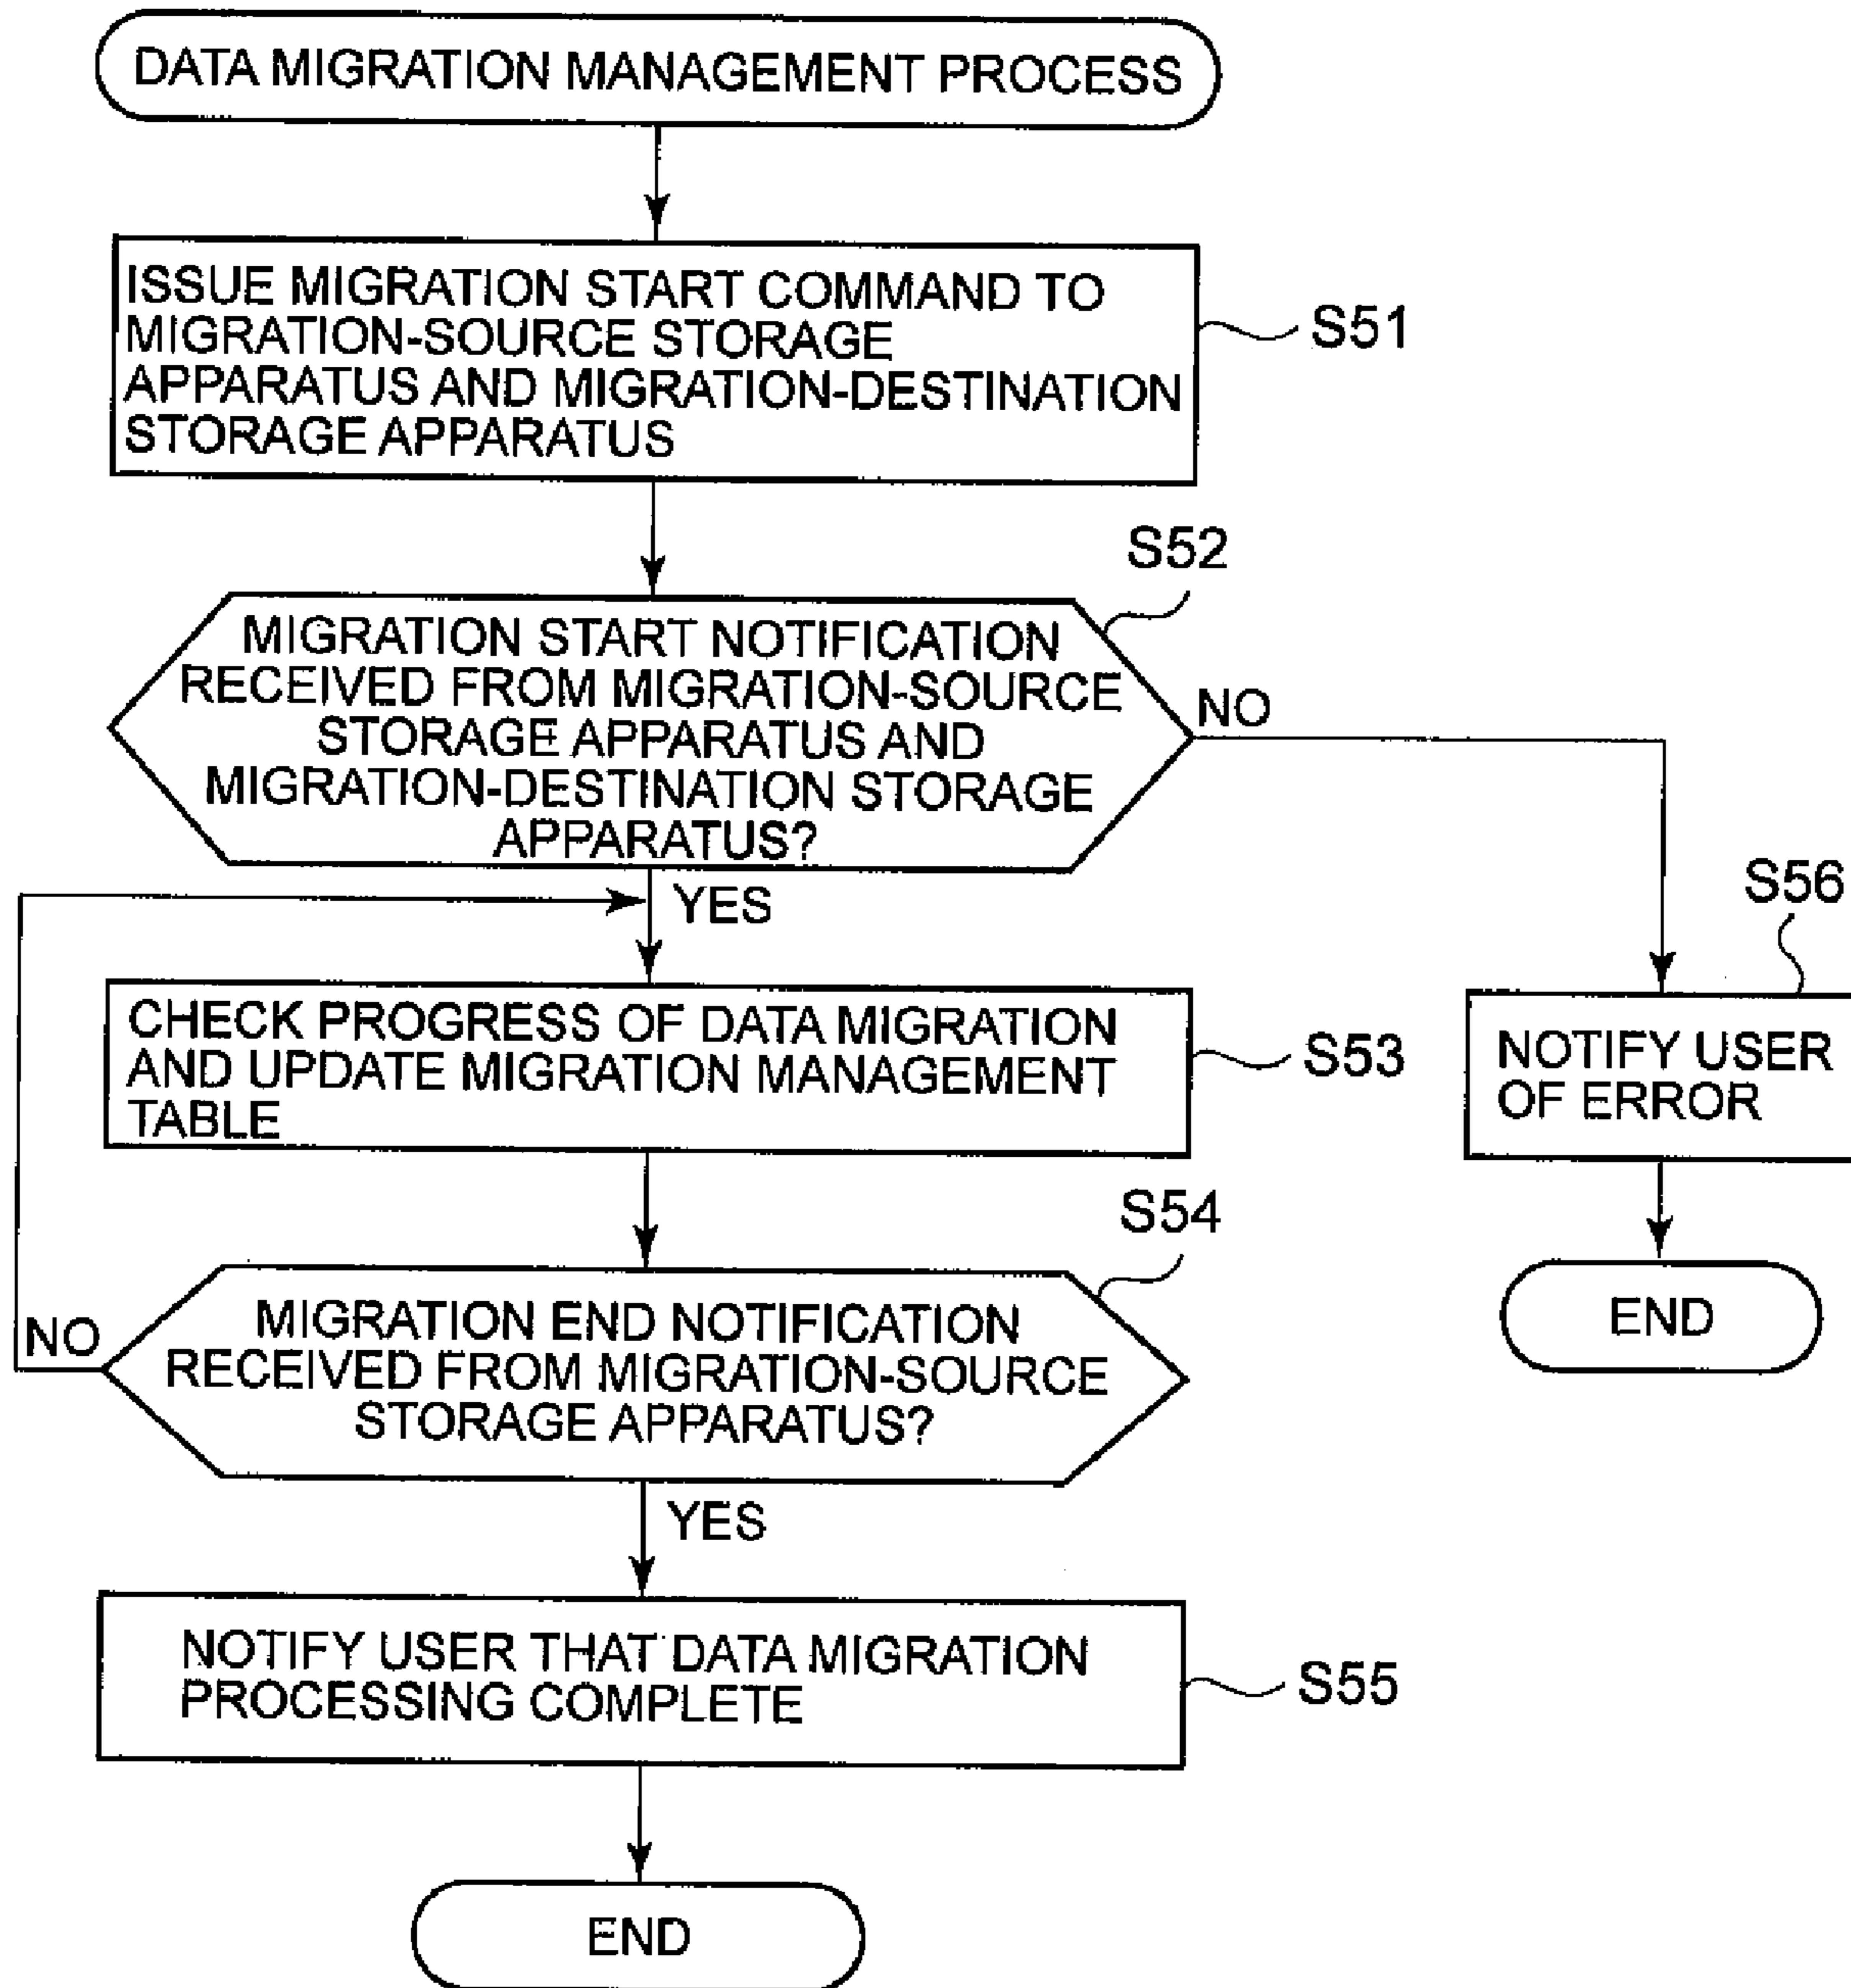 DATA MIGRATION MANAGEMENT PROCESS
ISSUE MIGRATION START COMMAND TO
MIGRATION-SOURCE STORAGE
APPARATUS AND MIGRATION-DESTINATION
STORAGE APPARATUS
S51
S52
MIGRATION START NOTIFICATION
RECEIVED FROM MIGRATION-SOURCE
STORAGE APPARATUS AND
MIGRATION-DESTINATION STORAGE
APPARATUS?
NO
YES
S56
CHECK PROGRESS OF DATA MIGRATION
AND UPDATE MIGRATION MANAGEMENT
TABLE
S53
NOTIFY USER
OF ERROR
S54
MIGRATION END NOTIFICATION
RECEIVED FROM MIGRATION-SOURCE
STORAGE APPARATUS?
NO
END
YES
NOTIFY USER THAT DATA MIGRATION
PROCESSING COMPLETE
S55
END